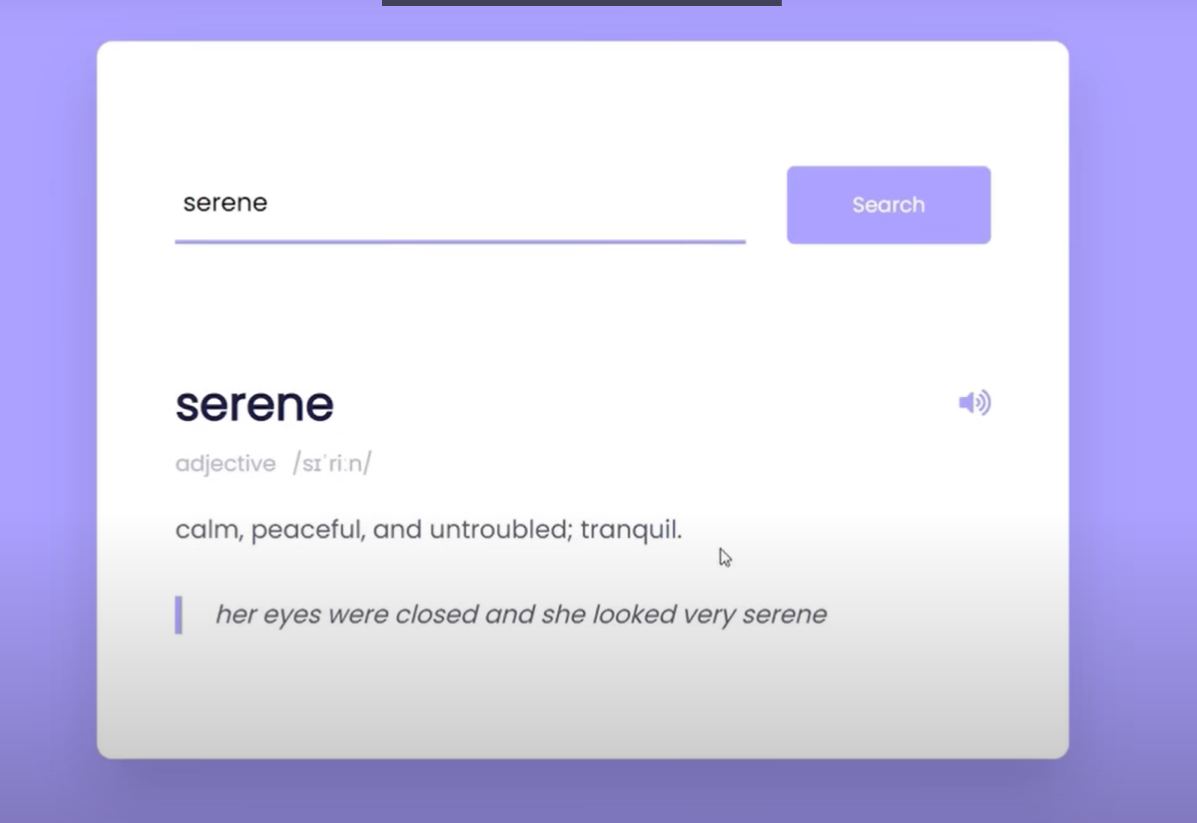 serene
Search
serene
adjective /sɪˈriːn/
calm, peaceful, and untroubled; tranquil.
her eyes were closed and she looked very serene